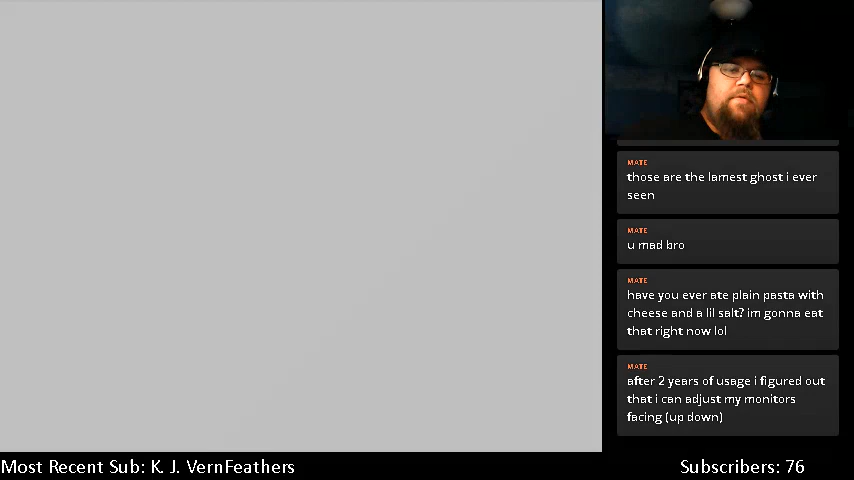 MATE
those are the lamest ghost i ever
seen
MATE
u mad bro
MATE
have you ever ate plain pasta with
cheese and a lil salt? im gonna eat
that right now lol
MATE
after 2 years of usage i figured out
that i can adjust my monitors
facing (up down)
Most Recent Sub: K. J. VernFeathers
Subscribers: 76